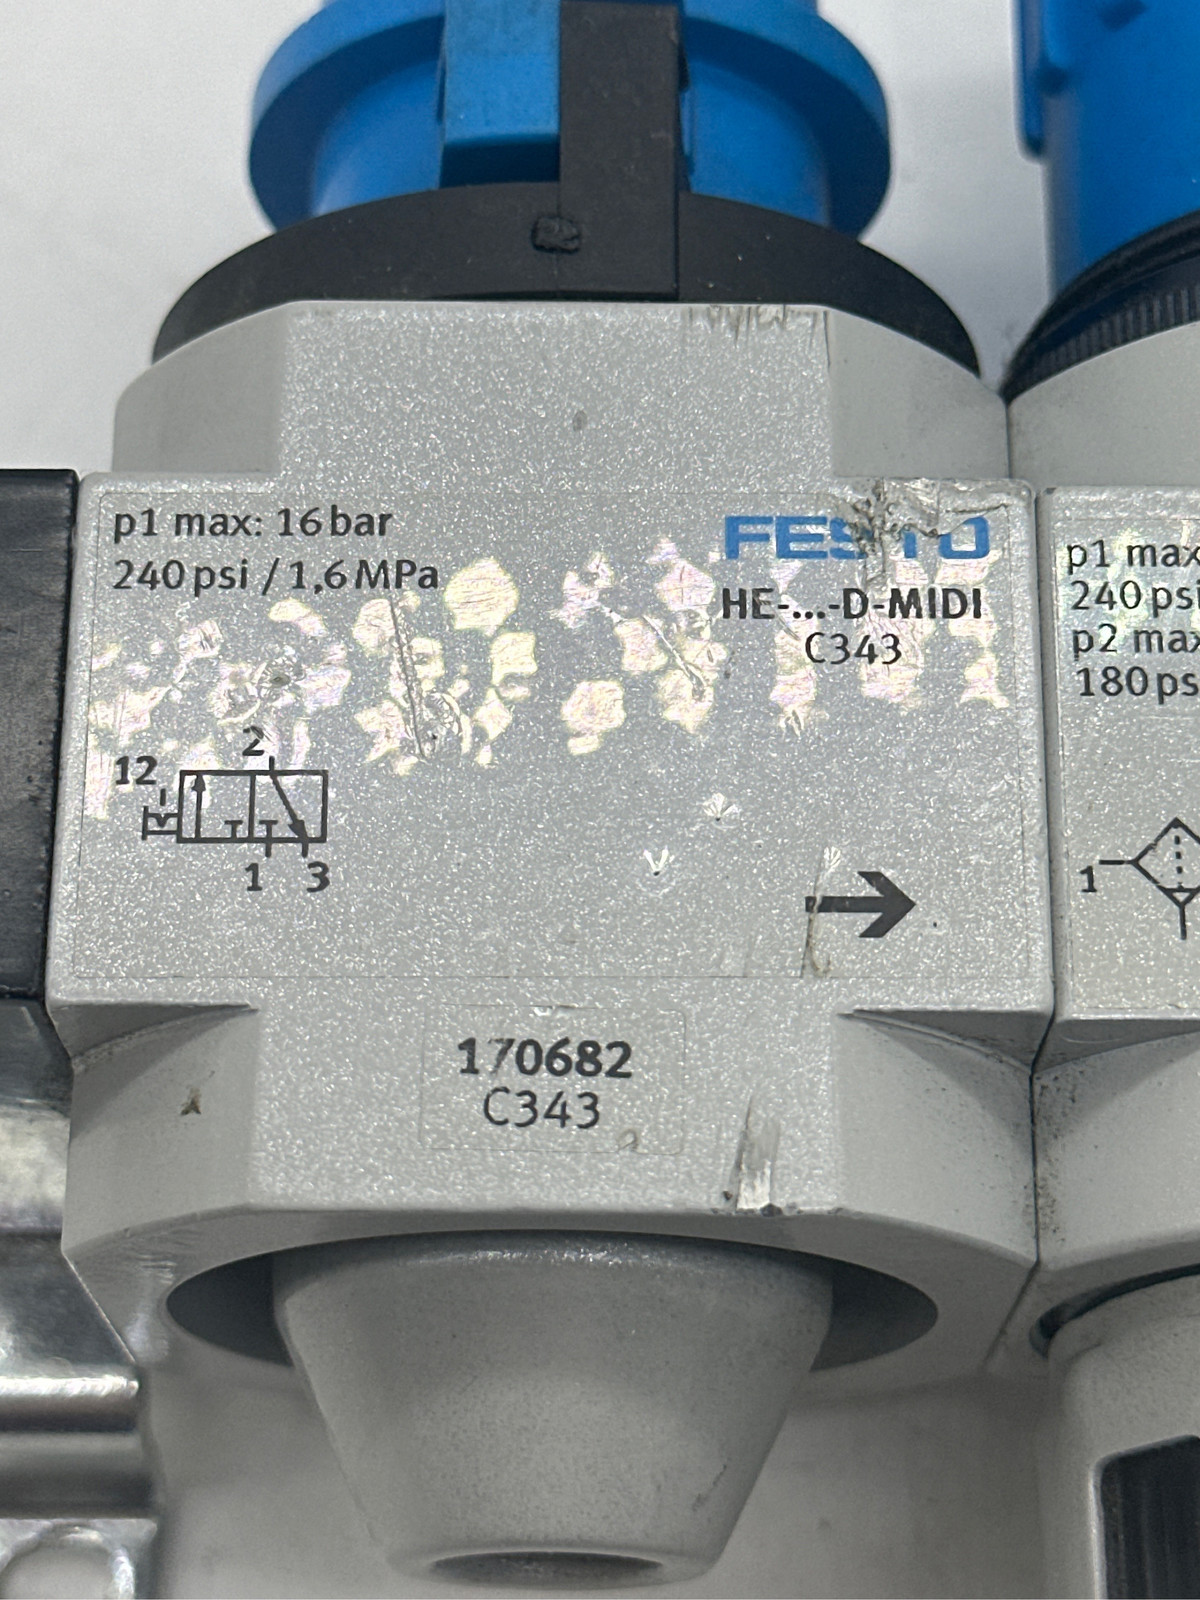 p1 max: 16 bar
240 psi / 1,6 MPa
FESTO
HE-...-D-MIDI
C343
12
2
1 3
170682
C343
p1 max
240 psi
p2 max
180 ps
1